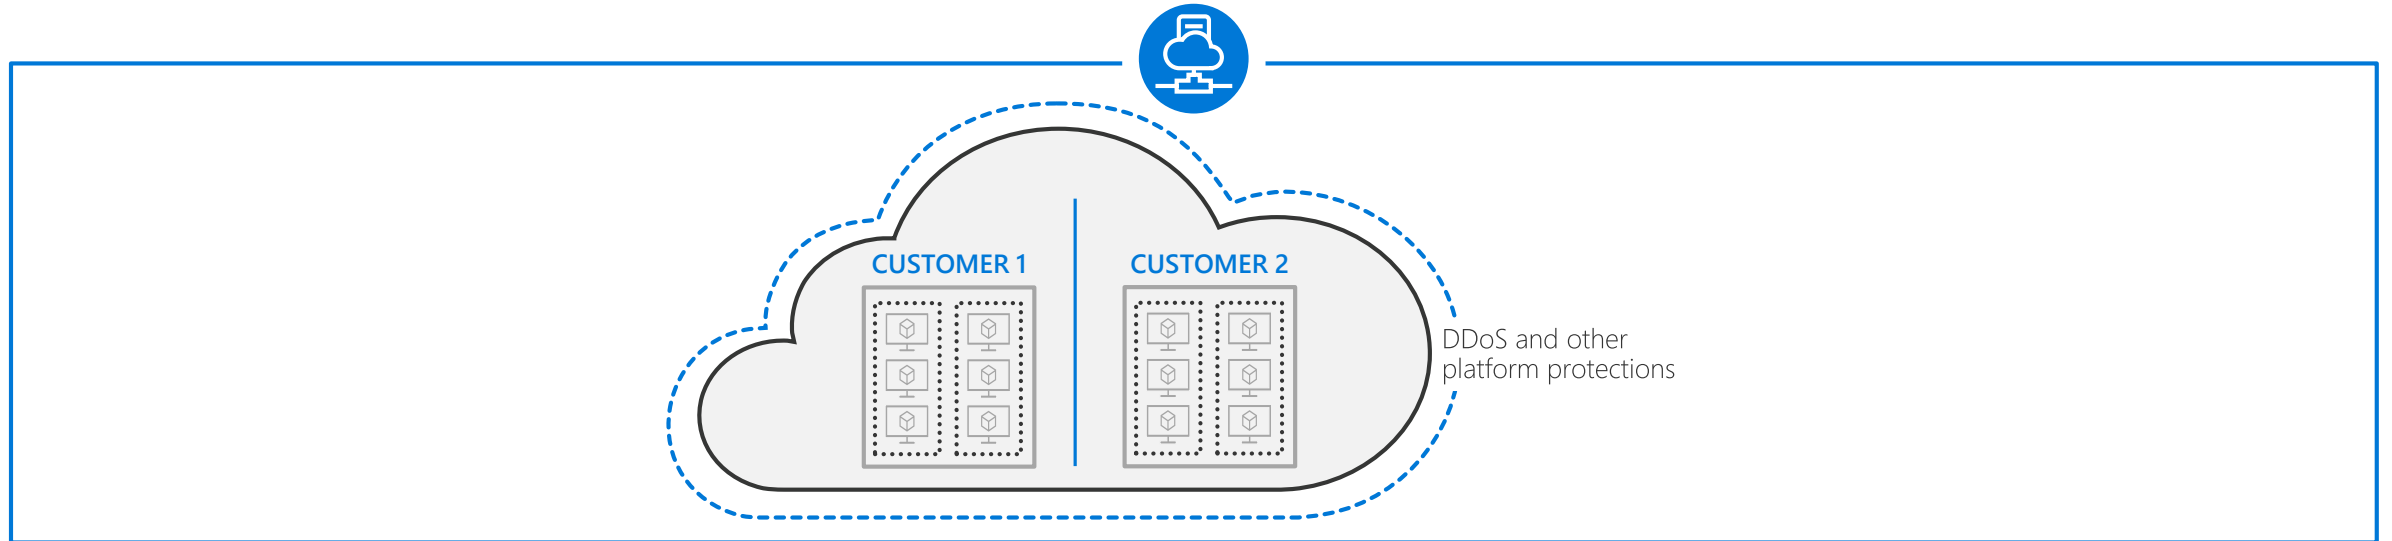 CUSTOMER 1
CUSTOMER 2
DDoS and other
platform protections